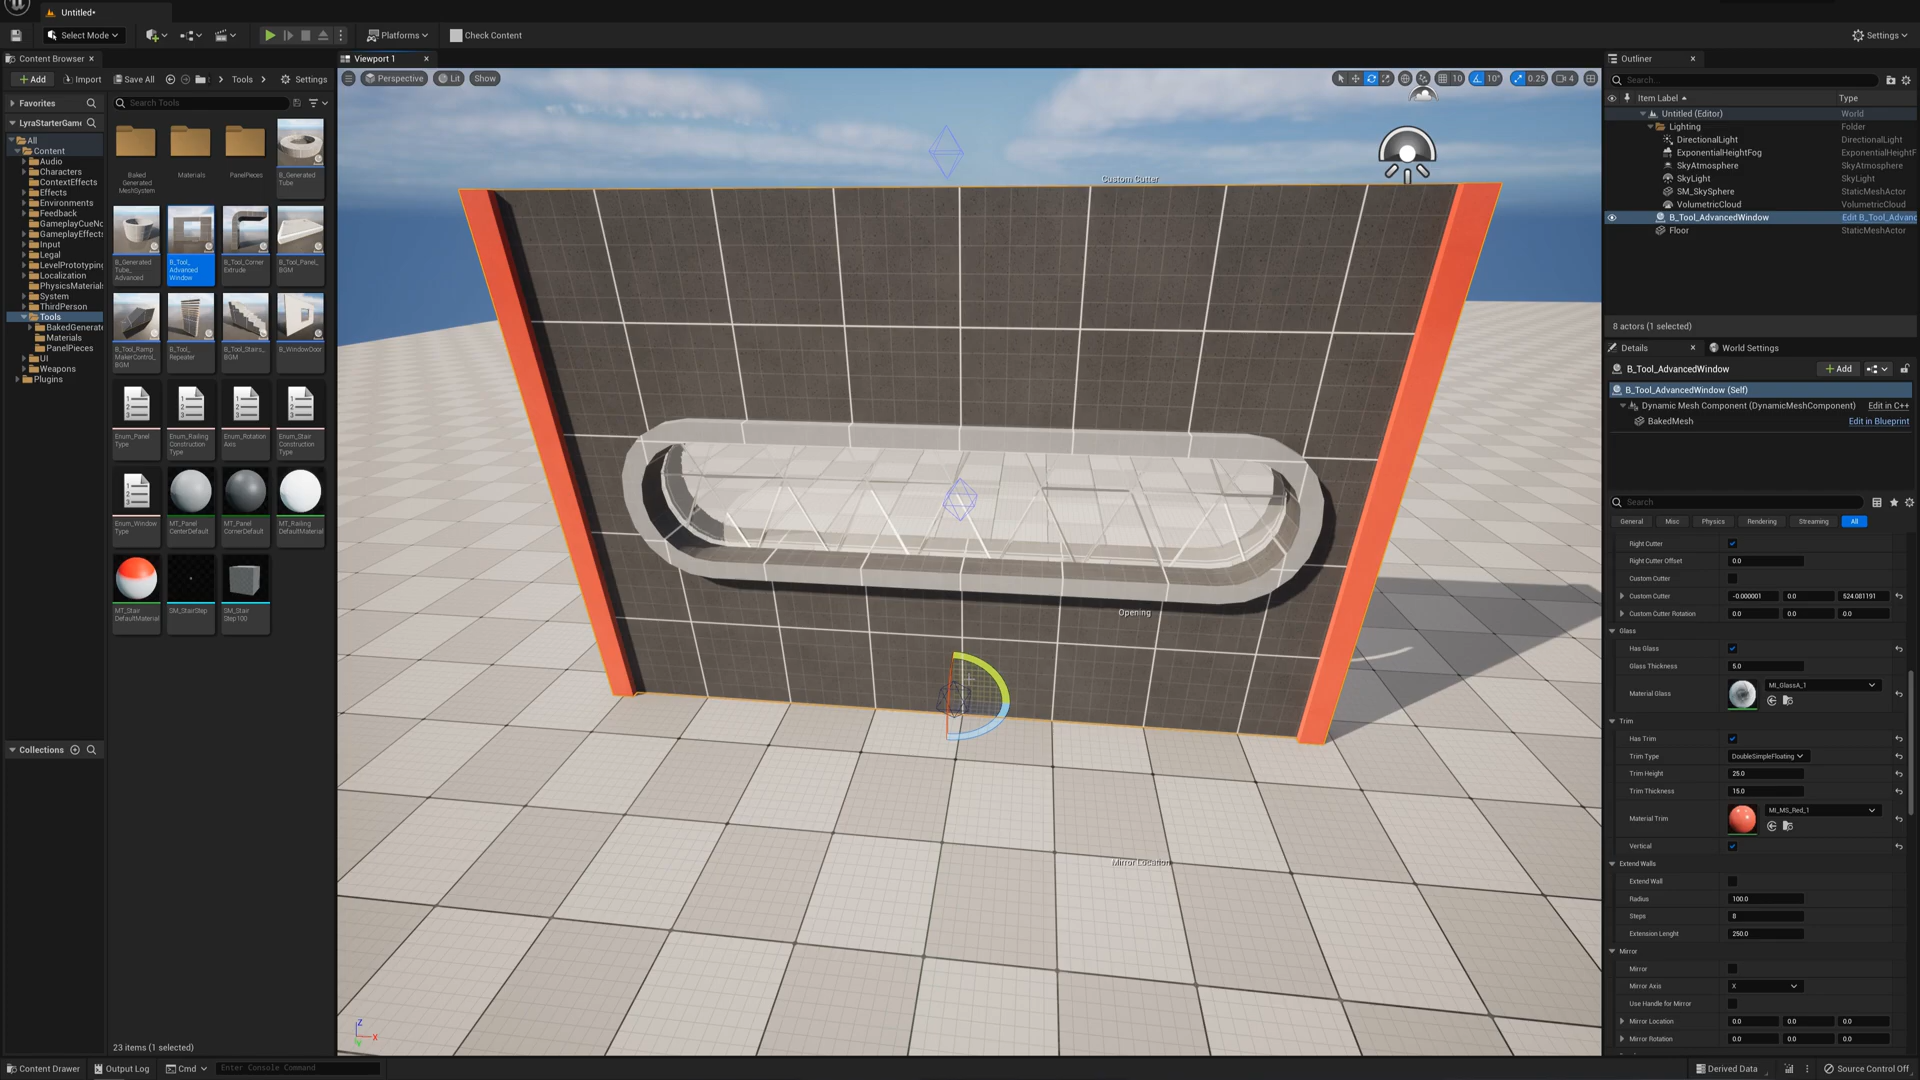 Untitled•
Select Mode
Platforms
Check Content
Settings
Content Browser
Add
Import
Save All
Tools
Settings
Favorites
Search Tools
LyraStarterGame
All
Content
Audio
Characters
ContextEffects
Effects
Environments
Feedback
GameplayCueNo
GameplayEffects
Input
Legal
LevelPrototyping
Localization
PhysicsMaterial
System
ThirdPerson
Tools
BakedGenerate
Materials
PanelPieces
UI
Weapons
Plugins
Collections
Baked
Generated
MeshSystem
Materials
PanelPieces
B_Generated
Tube
B_Generated
Tube_
Advanced
B_Tool_
Advanced
Window
B_Tool_Corner
Extrude
B_Tool_Panel_
BGM
B_Tool_Ramp
MakerControl_
BGM
B_Tool_
Repeater
B_Tool_Stairs_
BGM
B_WindowDoor
Enum_Panel
Type
Enum_Railing
Construction
Type
Enum_Rotation
Axis
Enum_Stair
Construction
Type
Enum_Window
Type
MT_Panel
CenterDefault
MT_Panel
CornerDefault
MT_Railing
DefaultMaterial
MT_Stair
DefaultMaterial
SM_StairStep
SM_Stair
Step100
23 items (1 selected)
Viewport 1
Perspective
Lit
Show
10
10°
0.25
4
Custom Cutter
Opening
Mirror Location
Z
X
Y
Outliner
Search...
Item Label
Type
Untitled (Editor)
World
Lighting
Folder
DirectionalLight
DirectionalLight
ExponentialHeightFog
ExponentialHeightF
SkyAtmosphere
SkyAtmosphere
SkyLight
SkyLight
SM_SkySphere
StaticMeshActor
VolumetricCloud
VolumetricCloud
B_Tool_AdvancedWindow
Edit B_Tool_Advanc
Floor
StaticMeshActor
8 actors (1 selected)
Details
World Settings
B_Tool_AdvancedWindow
Add
B_Tool_AdvancedWindow (Self)
Dynamic Mesh Component (DynamicMeshComponent)
Edit in C++
BakedMesh
Edit in Blueprint
Search
General
Misc
Physics
Rendering
Streaming
All
Right Cutter
Right Cutter Offset
0.0
Custom Cutter
Custom Cutter
-0.000001
0.0
524.081191
Custom Cutter Rotation
0.0
0.0
0.0
Glass
Has Glass
Glass Thickness
5.0
Material Glass
MI_GlassA_1
Trim
Has Trim
Trim Type
DoubleSimpleFloating
Trim Height
25.0
Trim Thickness
15.0
Material Trim
MI_MS_Red_1
Vertical
Extend Walls
Extend Wall
Radius
100.0
Steps
8
Extension Lenght
250.0
Mirror
Mirror
Mirror Axis
X
Use Handle for Mirror
Mirror Location
0.0
0.0
0.0
Mirror Rotation
0.0
0.0
0.0
Content Drawer
Output Log
Cmd
Enter Console Command
Derived Data
Source Control Off